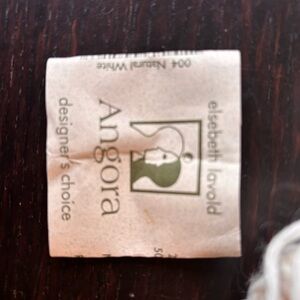 elsebeth lavold
Angora
designer's choice
004 Natural White